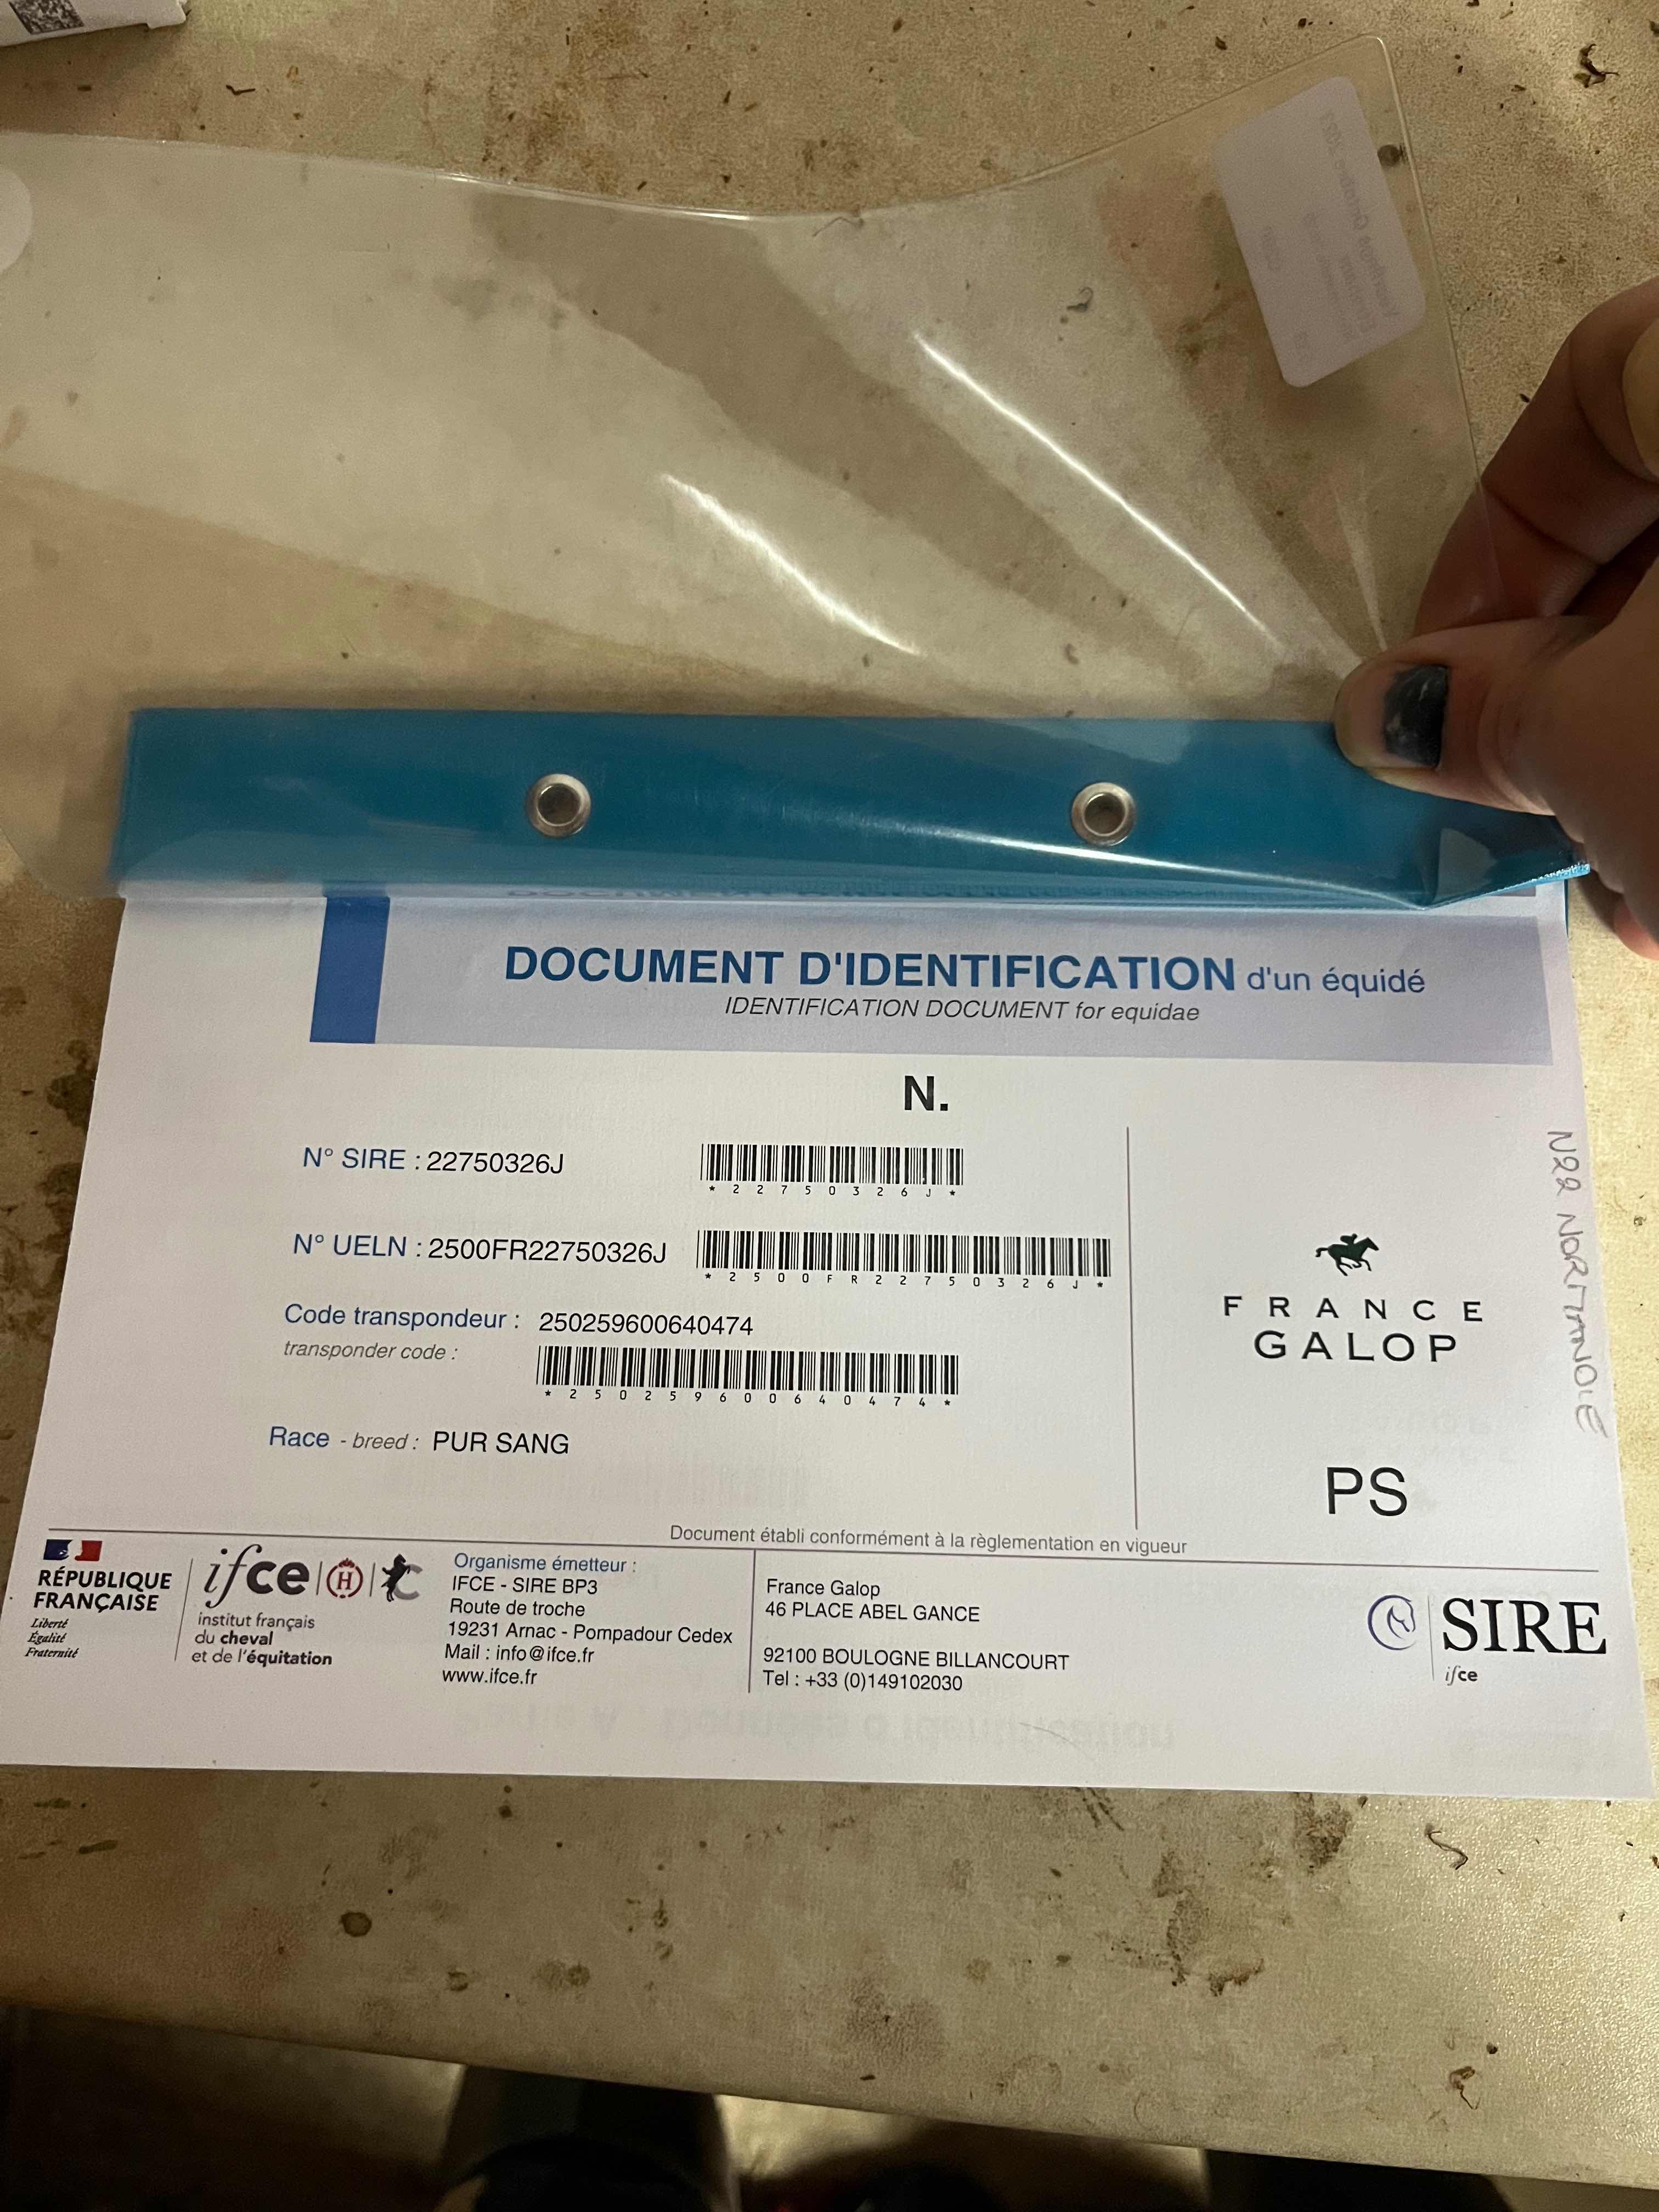 DOCUMENT D'IDENTIFICATION d'un équidé
IDENTIFICATION DOCUMENT for equidae
N.
N° SIRE : 22750326J
*22750326J*
N° UELN : 2500FR22750326J
*2500FR22750326J*
Code transpondeur : 250259600640474
transponder code :
*250259600640474*
Race - breed : PUR SANG
FRANCE
GALOP
PS
N22 NORMANDIE
Document établi conformément à la règlementation en vigueur
RÉPUBLIQUE
FRANÇAISE
Liberté
Égalité
Fraternité
ifce
institut français
du cheval
et de l'équitation
Organisme émetteur :
IFCE - SIRE BP3
Route de troche
19231 Arnac - Pompadour Cedex
Mail : info@ifce.fr
www.ifce.fr
France Galop
46 PLACE ABEL GANCE
92100 BOULOGNE BILLANCOURT
Tel : +33 (0)149102030
SIRE
ifce